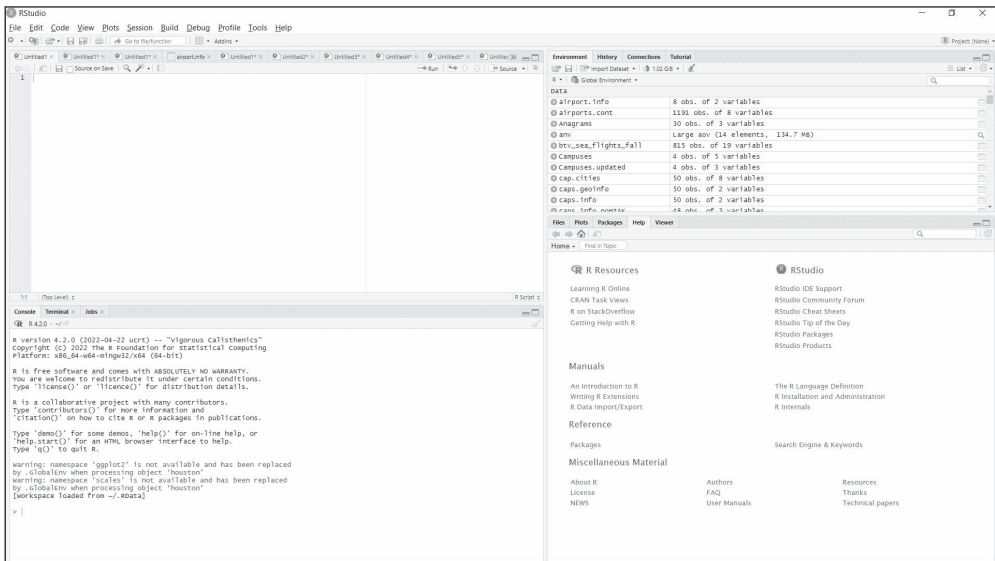 RStudio
File Edit Code View Plots Session Build Debug Profile Tools Help
Go to file/function Addins
Project: (None)
Untitled1 × Untitled1* × Untitled1* × airport.info × Untitled1* × Untitled2* × Untitled3* × Untitled4* × Untitled5* × Untitlec
Source on Save Run Source
1
1:1 (Top Level) R Script
Console Terminal × Jobs ×
R 4.2.0 · ~/
R version 4.2.0 (2022-04-22 ucrt) -- "Vigorous Calisthenics"
Copyright (C) 2022 The R Foundation for Statistical Computing
Platform: x86_64-w64-mingw32/x64 (64-bit)
R is free software and comes with ABSOLUTELY NO WARRANTY.
You are welcome to redistribute it under certain conditions.
Type 'license()' or 'licence()' for distribution details.
R is a collaborative project with many contributors.
Type 'contributors()' for more information and
'citation()' on how to cite R or R packages in publications.
Type 'demo()' for some demos, 'help()' for on-line help, or
'help.start()' for an HTML browser interface to help.
Type 'q()' to quit R.
Warning: namespace 'ggplot2' is not available and has been replaced
by .GlobalEnv when processing object 'houston'
Warning: namespace 'scales' is not available and has been replaced
by .GlobalEnv when processing object 'houston'
[Workspace loaded from ~/.RData]
>
Environment History Connections Tutorial
Import Dataset 1.02 GiB List
R Global Environment
Data
airport.info 8 obs. of 2 variables
airports.cont 1191 obs. of 8 variables
Anagrams 30 obs. of 3 variables
anv Large aov (14 elements, 134.7 MB)
btv_sea_flights_fall 815 obs. of 19 variables
Campuses 4 obs. of 5 variables
Campuses.updated 4 obs. of 3 variables
cap.cities 50 obs. of 8 variables
caps.geoinfo 50 obs. of 2 variables
caps.info 50 obs. of 2 variables
48 obs. of 3 variables
Files Plots Packages Help Viewer
Home Find in Topic
R Resources
Learning R Online
CRAN Task Views
R on StackOverflow
Getting Help with R
RStudio
RStudio IDE Support
RStudio Community Forum
RStudio Cheat Sheets
RStudio Tip of the Day
RStudio Packages
RStudio Products
Manuals
An Introduction to R The R Language Definition
Writing R Extensions R Installation and Administration
R Data Import/Export R Internals
Reference
Packages Search Engine & Keywords
Miscellaneous Material
About R Authors Resources
License FAQ Thanks
NEWS User Manuals Technical papers